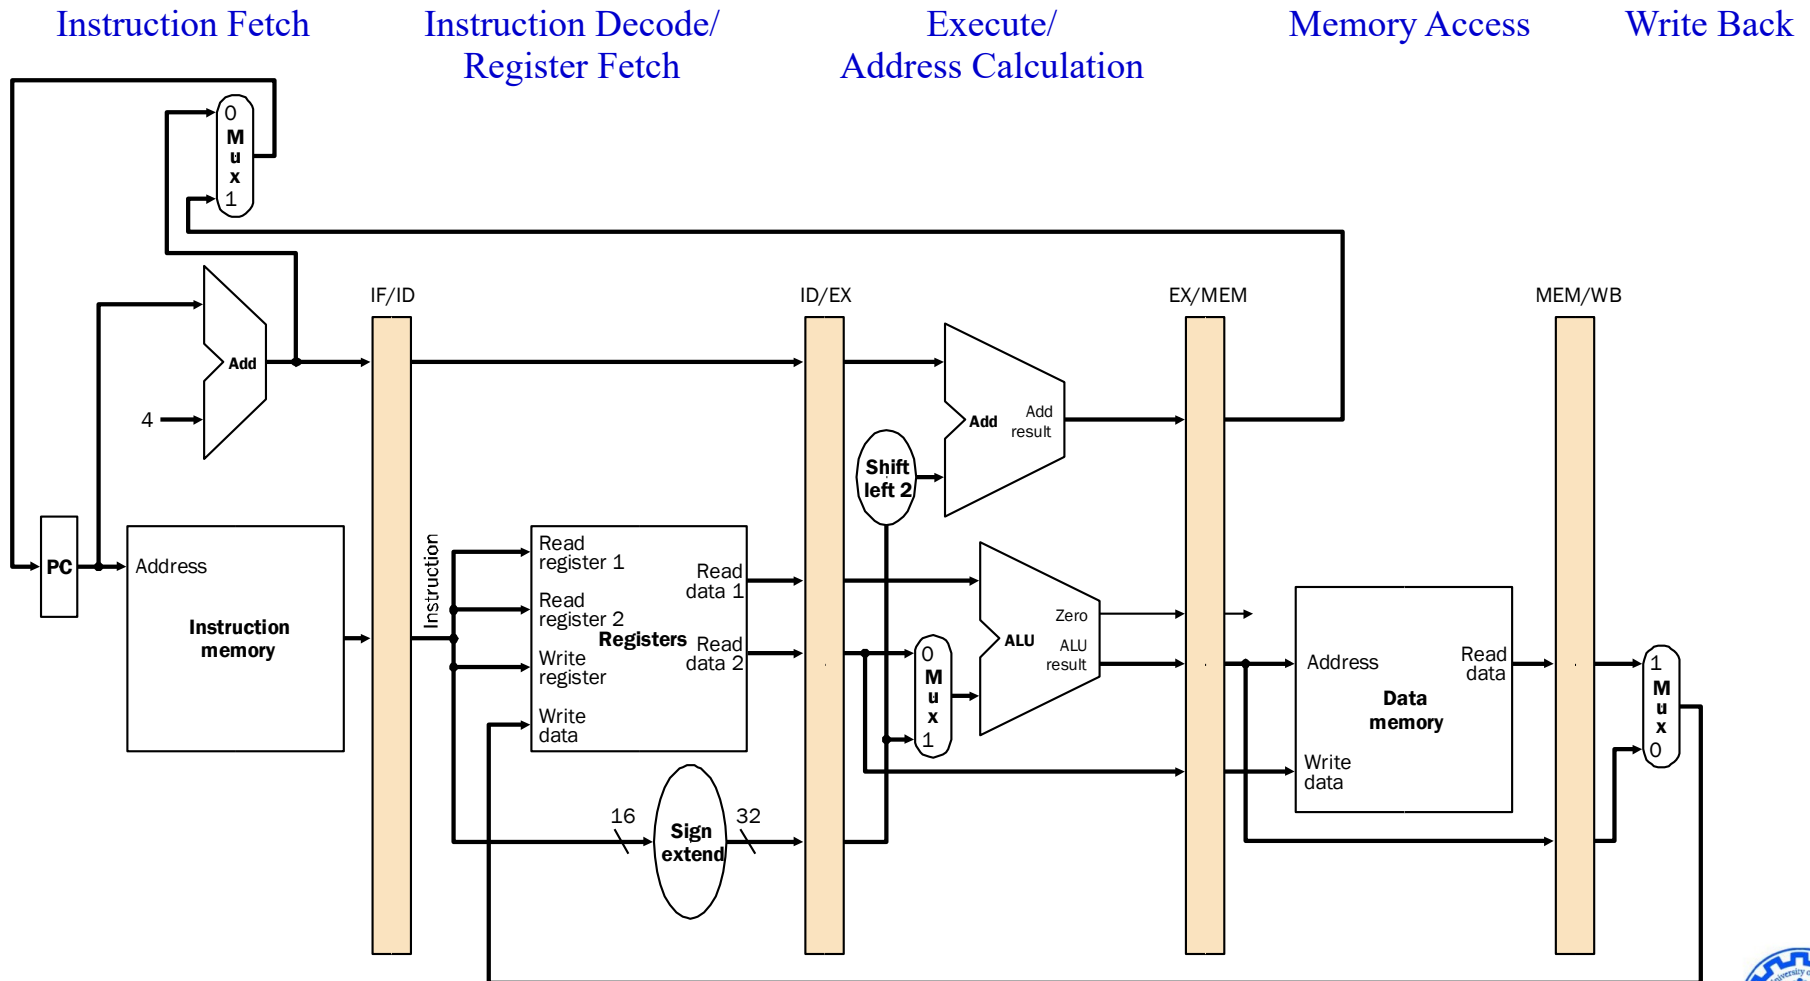 Instruction Fetch
Instruction Decode/
Register Fetch
Execute/
Address Calculation
Memory Access
Write Back
0
M
u
x
1
IF/ID
ID/EX
EX/MEM
MEM/WB
Add
4
Add
Add
result
Shift
left 2
PC
Address
Instruction
memory
Instruction
Read
register 1
Read
register 2
Write
register
Write
data
Registers
Read
data 1
Read
data 2
0
M
u
x
1
Zero
ALU
ALU
result
Address
Read
data
Data
memory
Write
data
1
M
u
x
0
16
Sign
extend
32